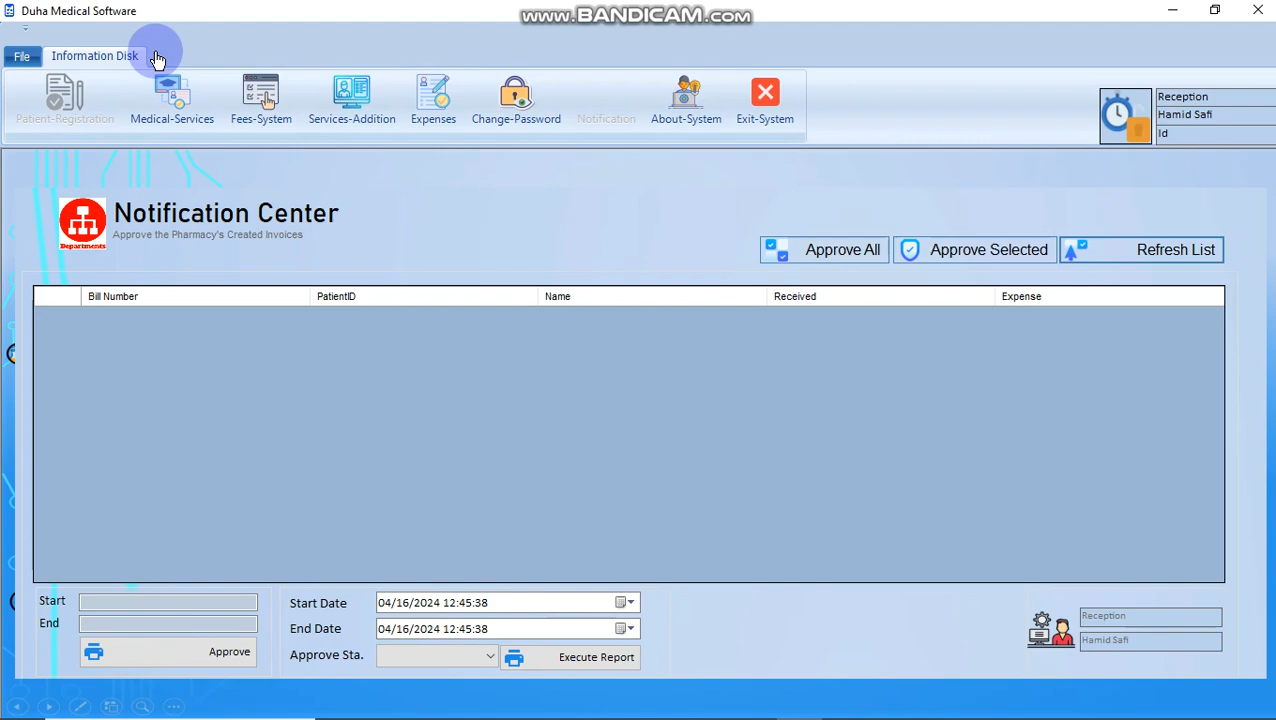 Duha Medical Software
www.BANDICAM.com
File Information Disk
Patient-Registration Medical-Services Fees-System Services-Addition Expenses Change-Password Notification About-System Exit-System
Reception
Hamid Safi
Id
Notification Center
Approve the Pharmacy's Created Invoices
Departments
Approve All Approve Selected Refresh List
Bill Number PatientID Name Received Expense
Start
End
Approve
Start Date 04/16/2024 12:45:38
End Date 04/16/2024 12:45:38
Approve Sta. Execute Report
Reception
Hamid Safi